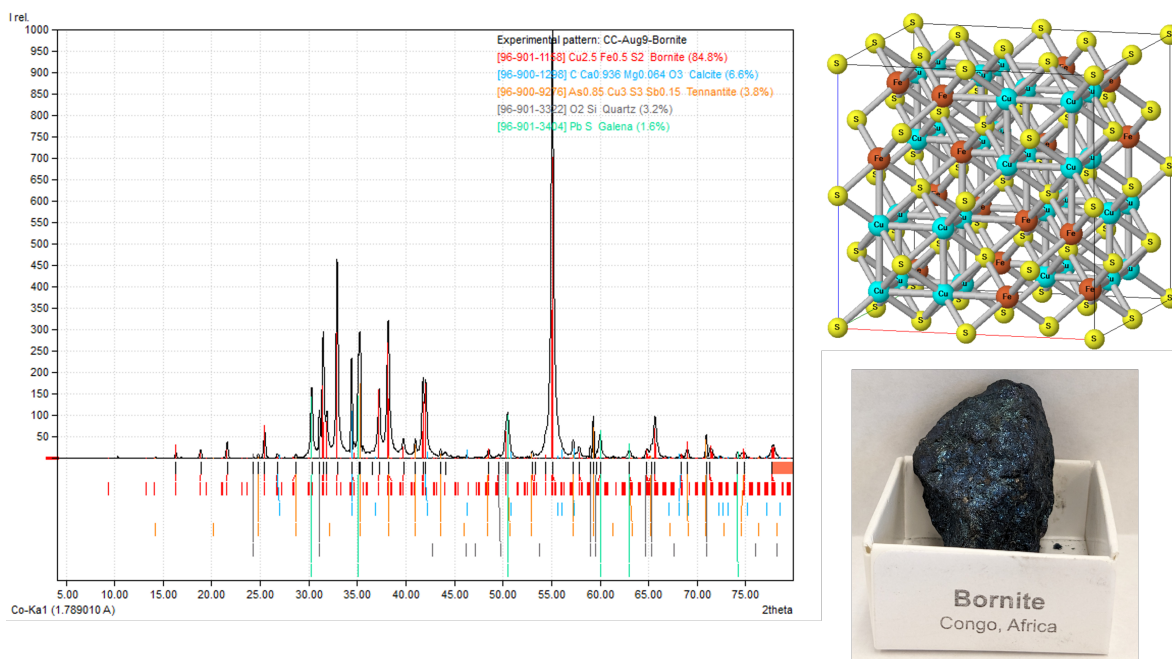 I rel.
Experimental pattern: CC-Aug9-Bornite
[96-901-1158] Cu2.5 Fe0.5 S2 Bornite (84.8%)
[96-900-1298] C Ca0.936 Mg0.064 O3 Calcite (6.6%)
[96-900-9276] As0.85 Cu3 S3 Sb0.15 Tennantite (3.8%)
[96-901-3322] O2 Si Quartz (3.2%)
[96-901-3404] Pb S Galena (1.6%)
1000
950
900
850
800
750
700
650
600
550
500
450
400
350
300
250
200
150
100
50
5.00 10.00 15.00 20.00 25.00 30.00 35.00 40.00 45.00 50.00 55.00 60.00 65.00 70.00 75.00
Co-Ka1 (1.789010 A) 2theta
Bornite
Congo, Africa